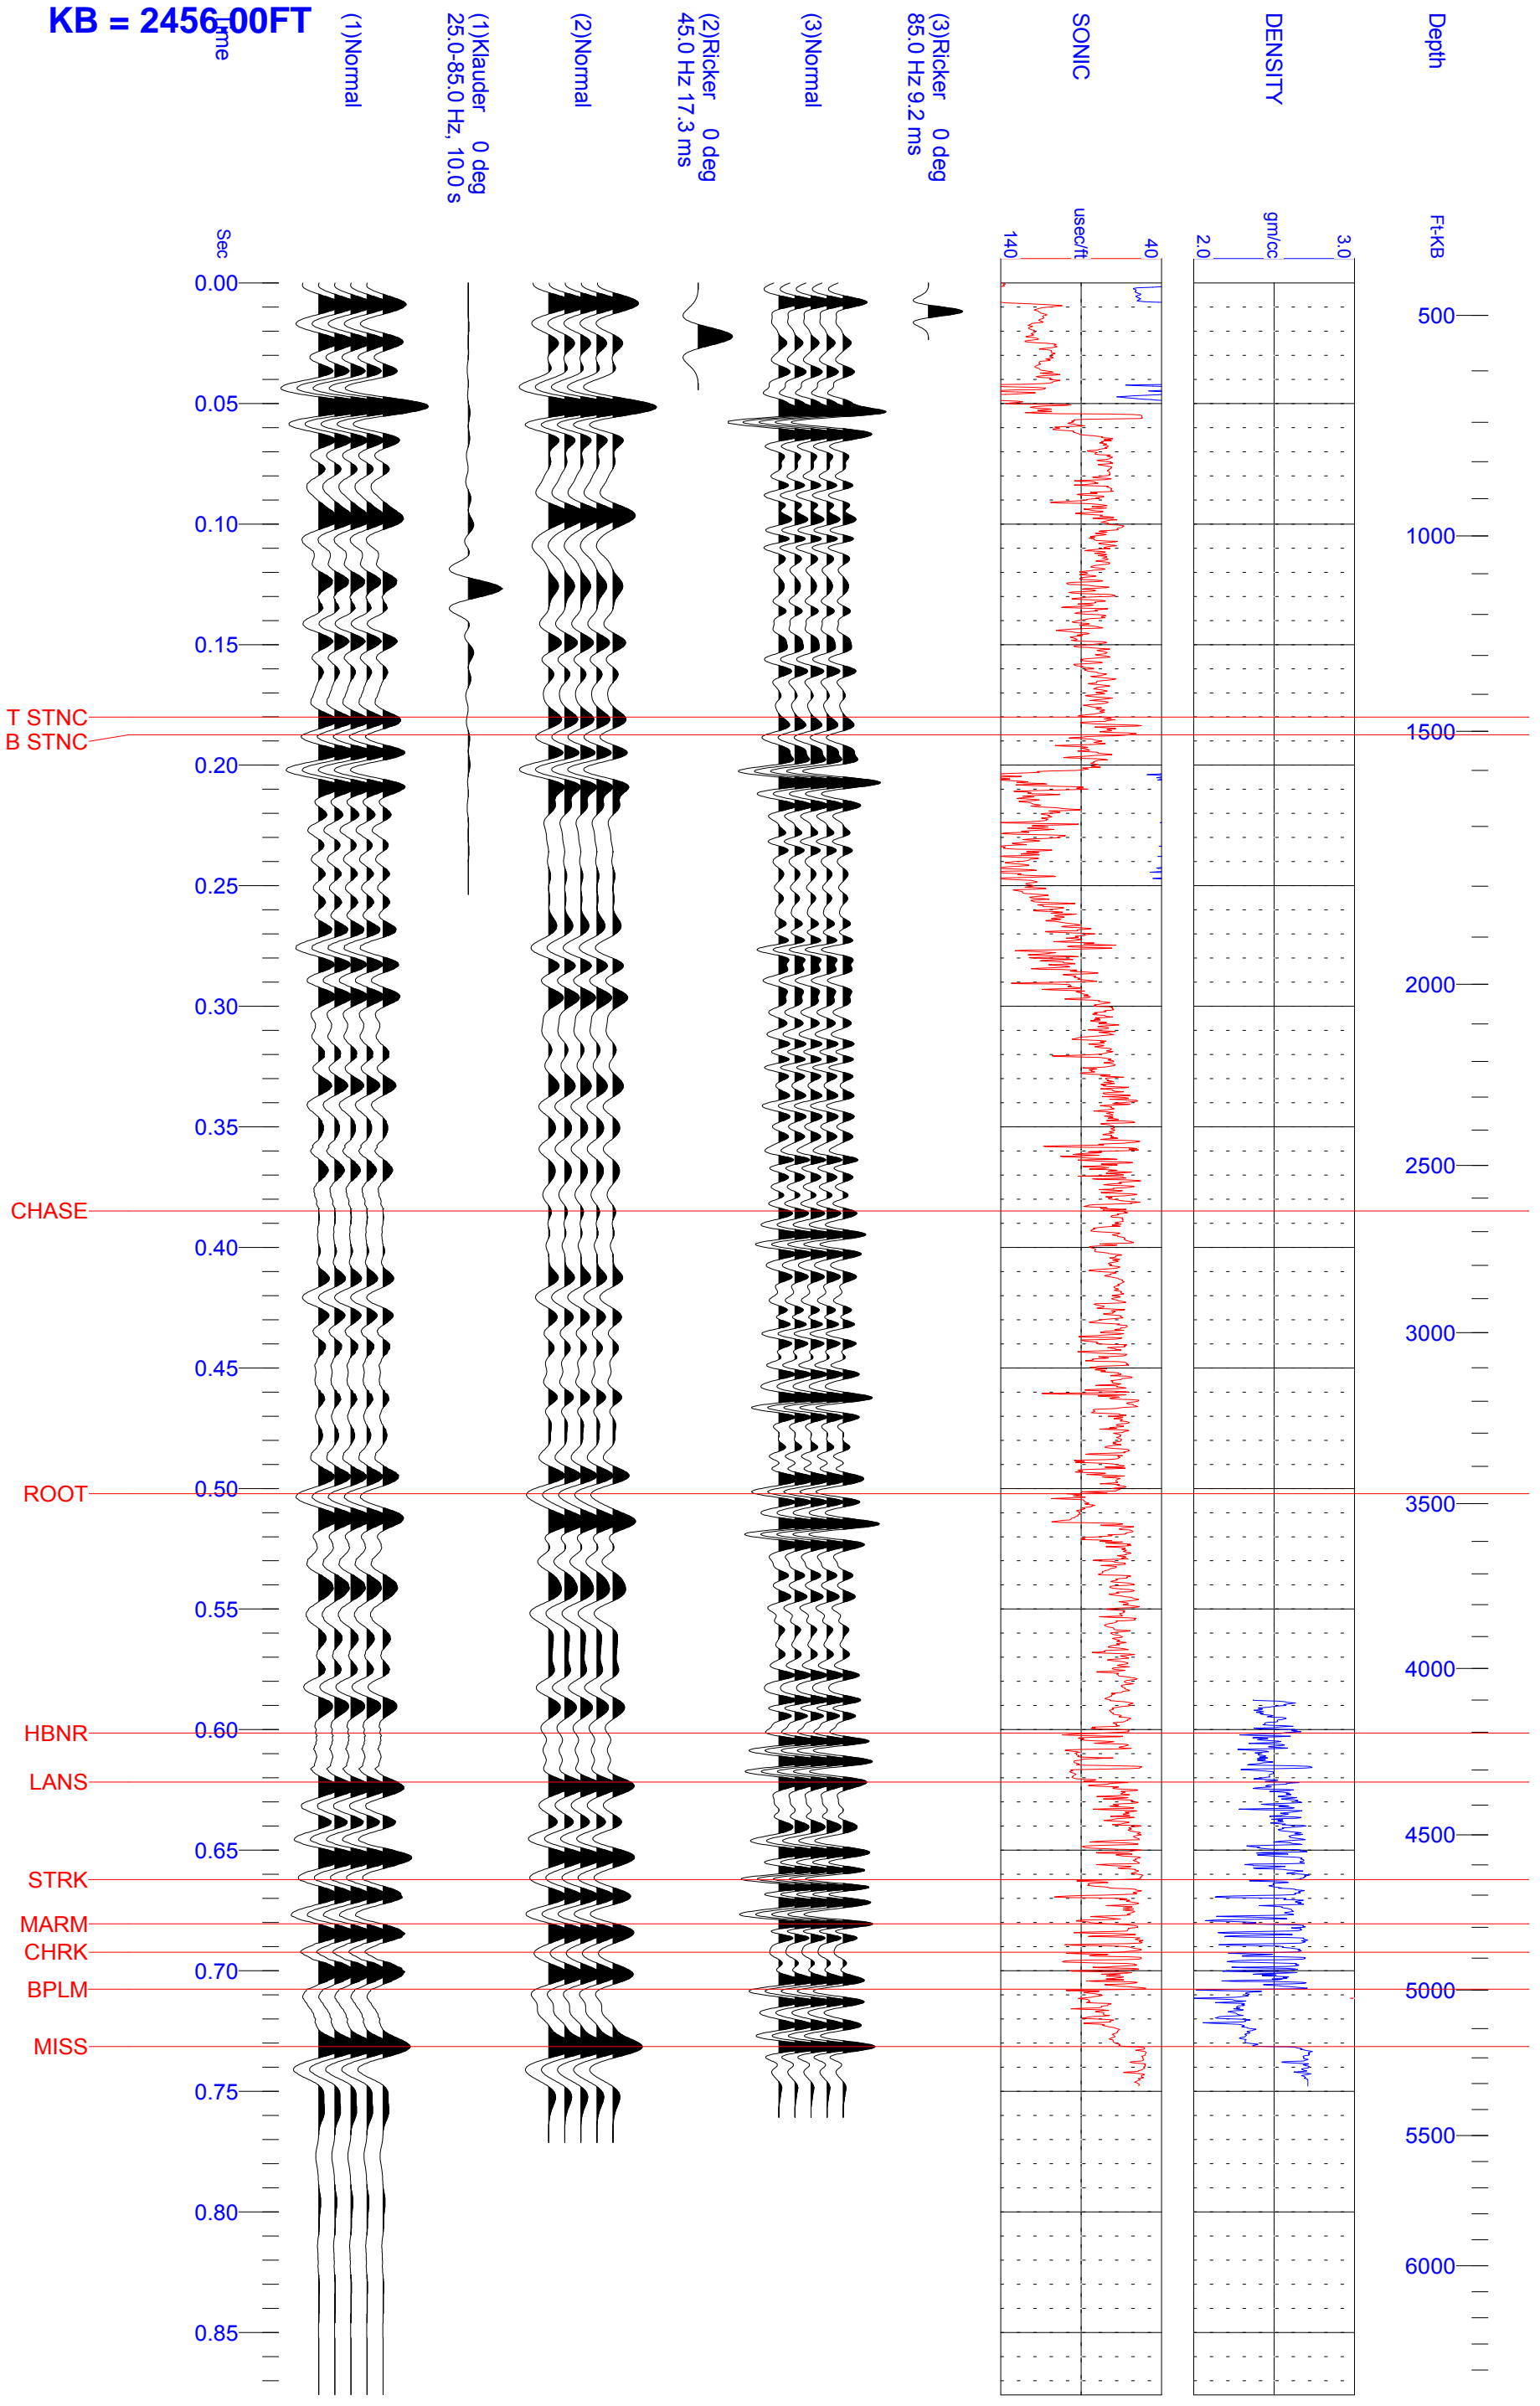 KB = 2456.00FT
Time
(1)Normal
(1)Klauder 0 deg
25.0-85.0 Hz, 10.0 s
(2)Normal
(2)Ricker 0 deg
45.0 Hz 17.3 ms
(3)Normal
(3)Ricker 0 deg
85.0 Hz 9.2 ms
SONIC
DENSITY
Depth
Sec
140
usec/ft
40
2.0
gm/cc
3.0
Ft-KB
0.00
0.05
0.10
0.15
0.20
0.25
0.30
0.35
0.40
0.45
0.50
0.55
0.60
0.65
0.70
0.75
0.80
0.85
T STNC
B STNC
CHASE
ROOT
HBNR
LANS
STRK
MARM
CHRK
BPLM
MISS
500
1000
1500
2000
2500
3000
3500
4000
4500
5000
5500
6000